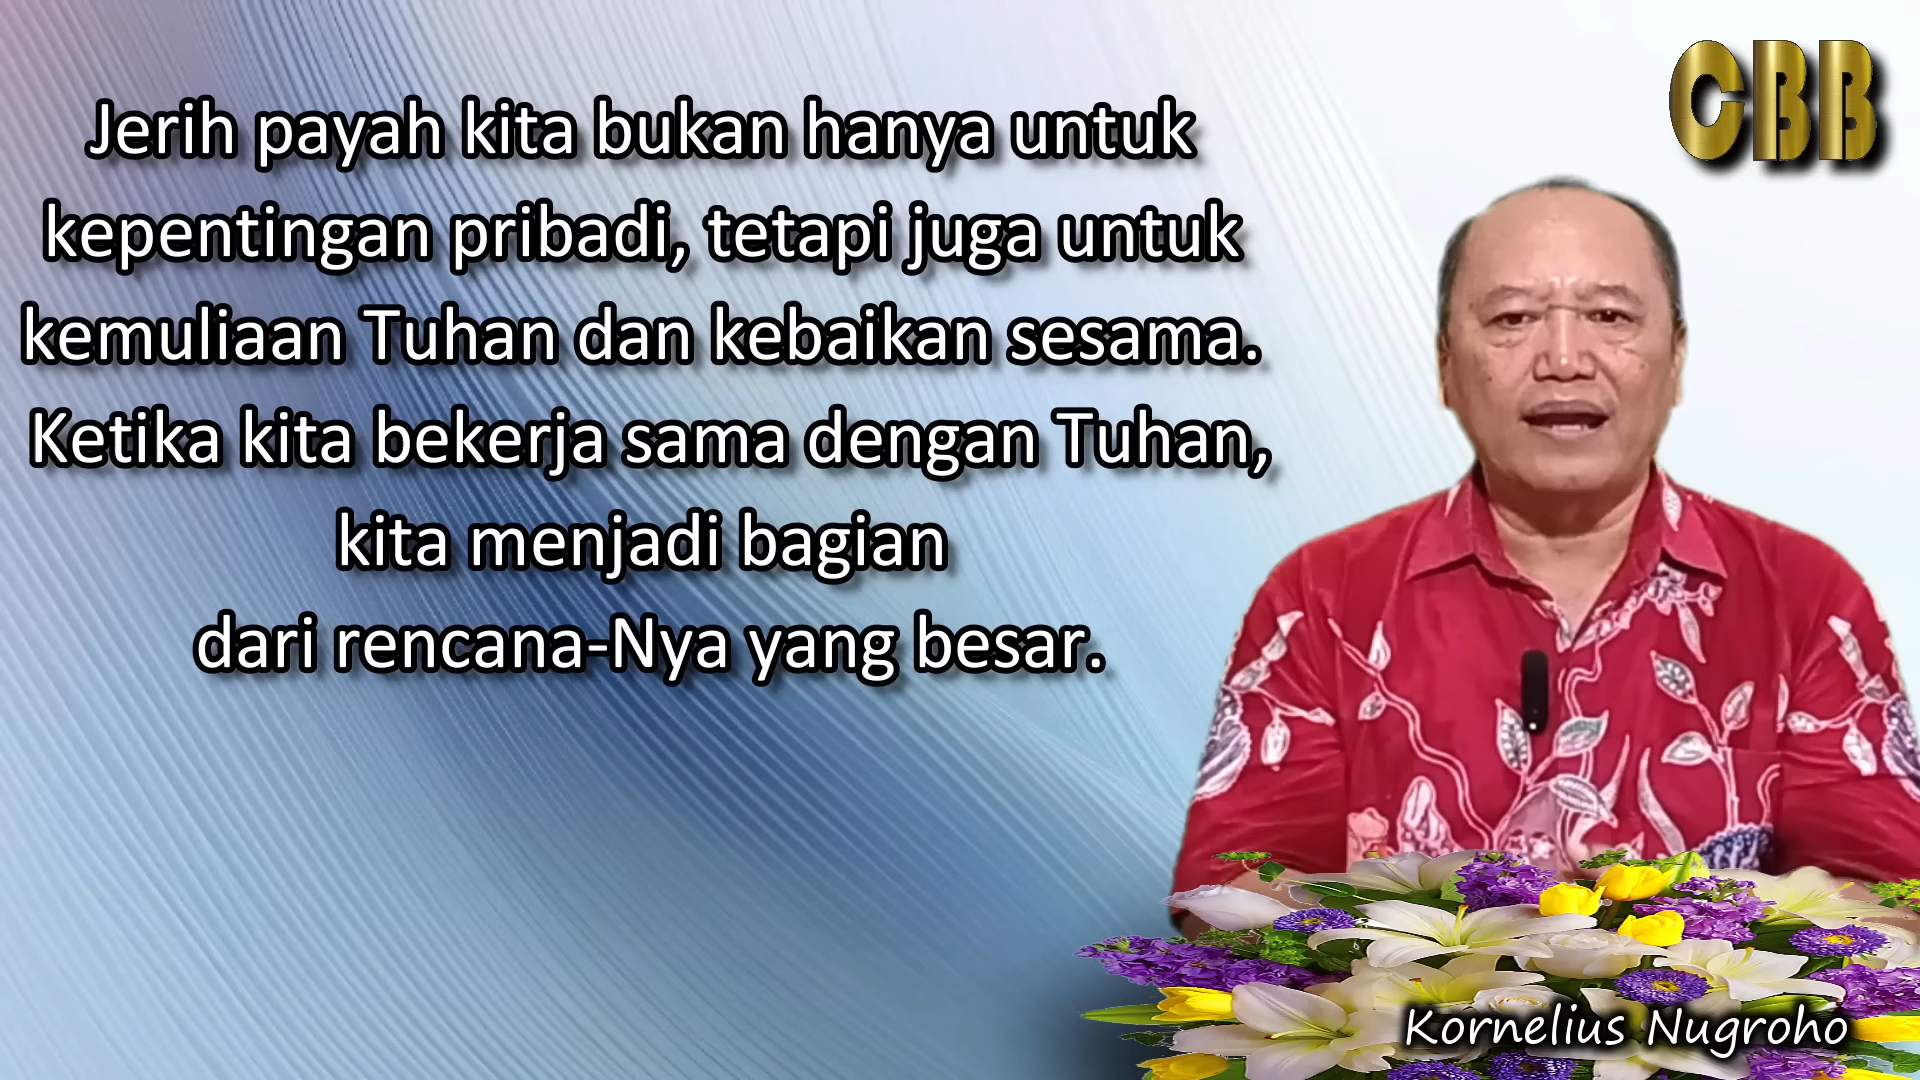 CBB
Jerih payah kita bukan hanya untuk
kepentingan pribadi, tetapi juga untuk
kemuliaan Tuhan dan kebaikan sesama.
Ketika kita bekerja sama dengan Tuhan,
kita menjadi bagian
dari rencana-Nya yang besar.
Kornelius Nugroho